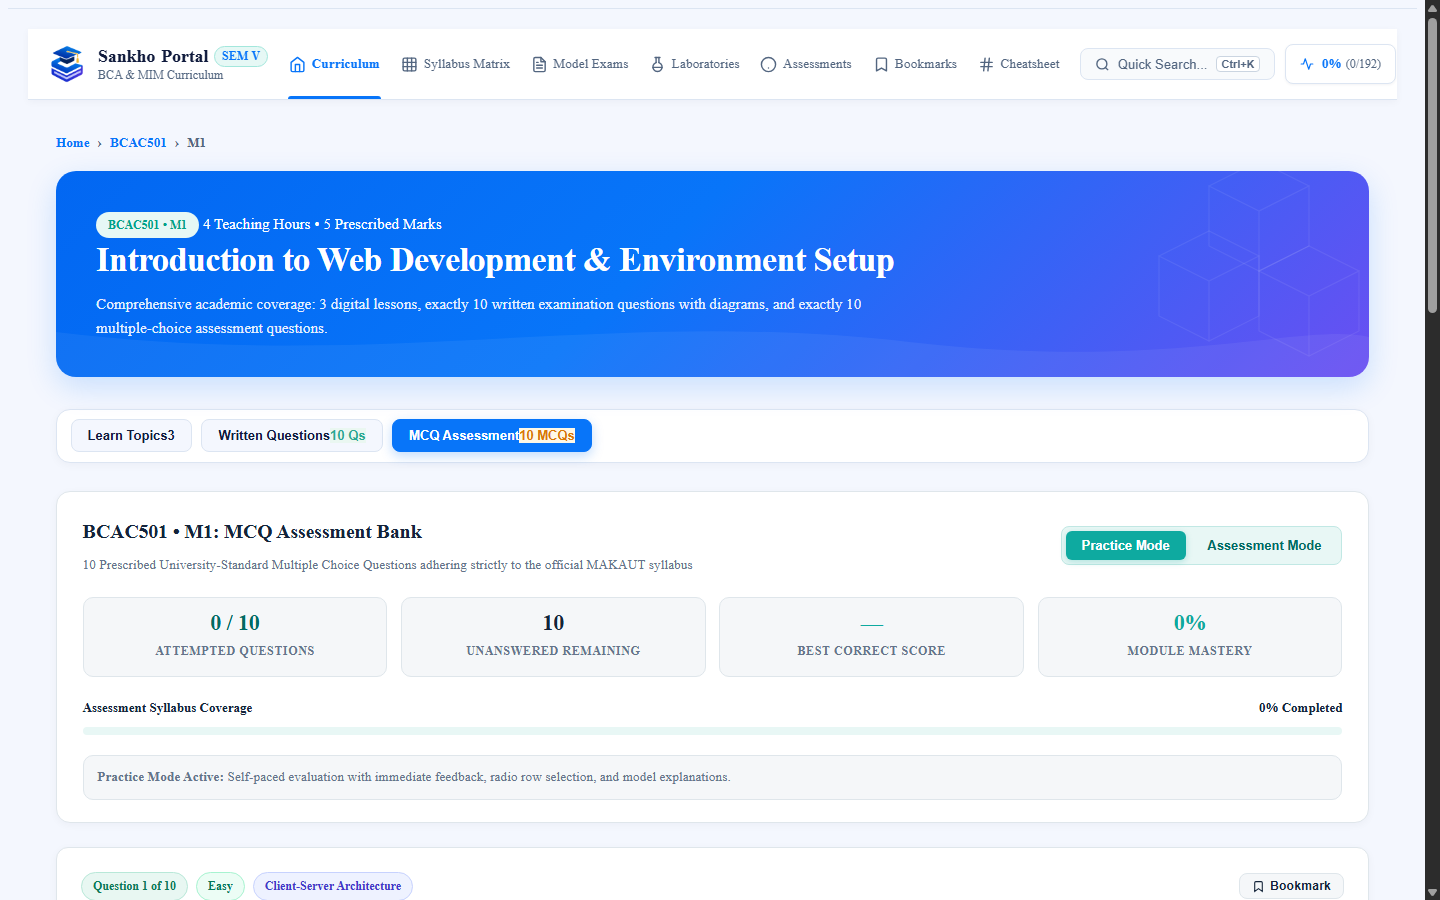 Sankho Portal SEM V
BCA & MIM Curriculum
Curriculum
Syllabus Matrix
Model Exams
Laboratories
Assessments
Bookmarks
Cheatsheet
Quick Search... Ctrl+K
0% (0/192)
Home › BCAC501 › M1
BCAC501 • M1 4 Teaching Hours • 5 Prescribed Marks
Introduction to Web Development & Environment Setup
Comprehensive academic coverage: 3 digital lessons, exactly 10 written examination questions with diagrams, and exactly 10
multiple-choice assessment questions.
Learn Topics3
Written Questions10 Qs
MCQ Assessment10 MCQs
BCAC501 • M1: MCQ Assessment Bank
10 Prescribed University-Standard Multiple Choice Questions adhering strictly to the official MAKAUT syllabus
Practice Mode
Assessment Mode
0 / 10
ATTEMPTED QUESTIONS
10
UNANSWERED REMAINING
—
BEST CORRECT SCORE
0%
MODULE MASTERY
Assessment Syllabus Coverage
0% Completed
Practice Mode Active: Self-paced evaluation with immediate feedback, radio row selection, and model explanations.
Question 1 of 10
Easy
Client-Server Architecture
Bookmark